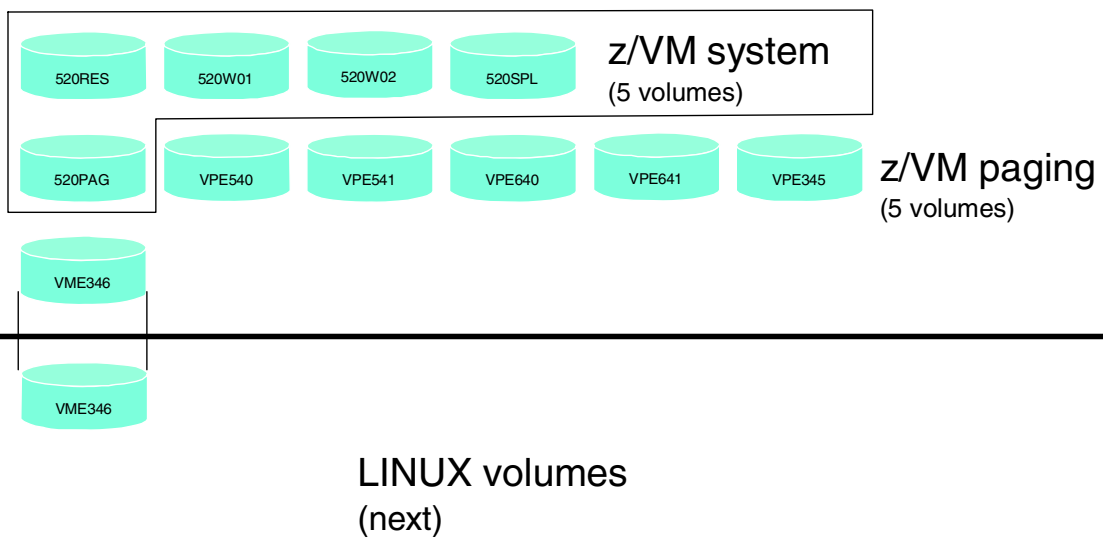 520RES
520W01
520W02
520SPL
z/VM system
(5 volumes)
520PAG
VPE540
VPE541
VPE640
VPE641
VPE345
z/VM paging
(5 volumes)
VME346
VME346
LINUX volumes
(next)